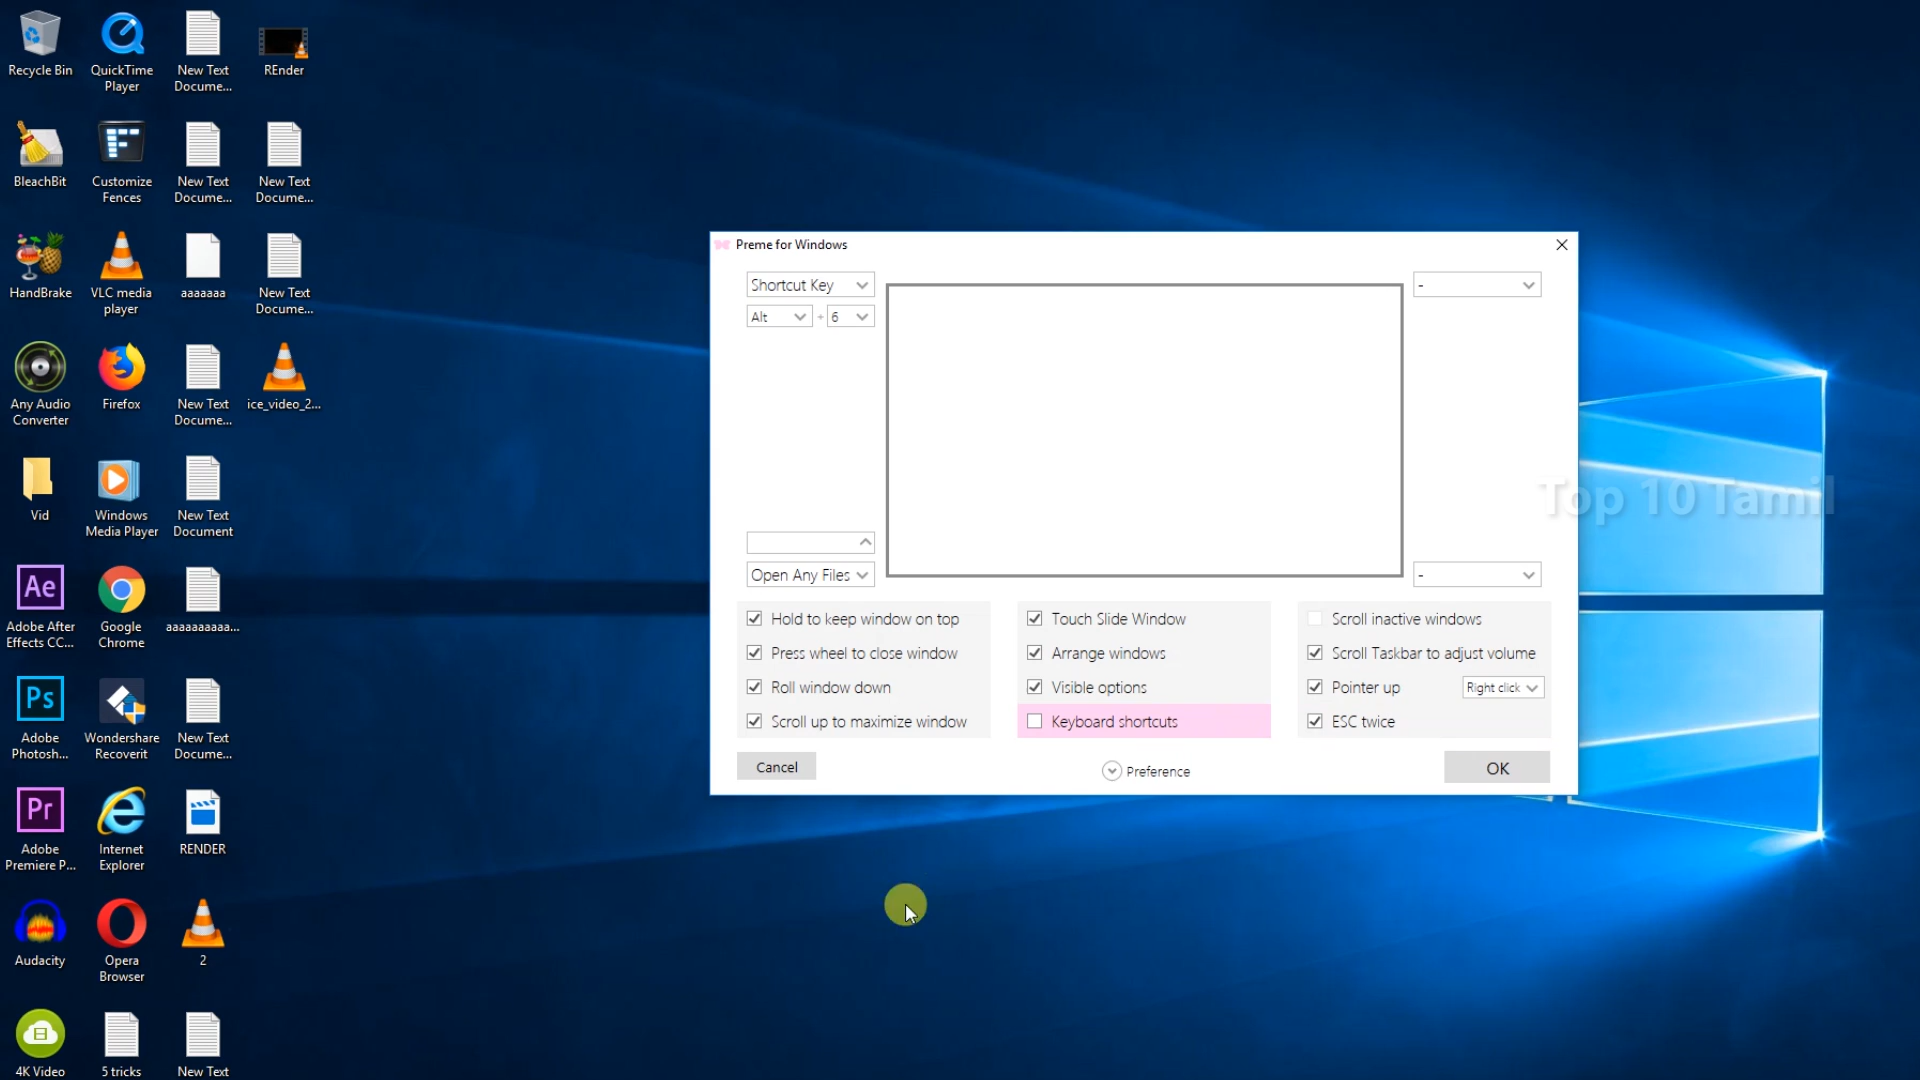 Recycle Bin
QuickTime
Player
New Text
Docume...
REnder
BleachBit
Customize
Fences
New Text
Docume...
New Text
Docume...
HandBrake
VLC media
player
aaaaaaa
New Text
Docume...
Any Audio
Converter
Firefox
New Text
Docume...
ice_video_2...
Vid
Windows
Media Player
New Text
Document
Ae
Adobe After
Effects CC...
Google
Chrome
aaaaaaaaaa...
Ps
Adobe
Photosh...
Wondershare
Recoverit
New Text
Docume...
Pr
Adobe
Premiere P...
Internet
Explorer
RENDER
Audacity
Opera
Browser
2
4K Video
5 tricks
New Text
Preme for Windows
Shortcut Key
-
Alt + 6
Open Any Files
-
Hold to keep window on top
Press wheel to close window
Roll window down
Scroll up to maximize window
Touch Slide Window
Arrange windows
Visible options
Keyboard shortcuts
Scroll inactive windows
Scroll Taskbar to adjust volume
Pointer up Right click
ESC twice
Cancel
Preference
OK
Top 10 Tamil